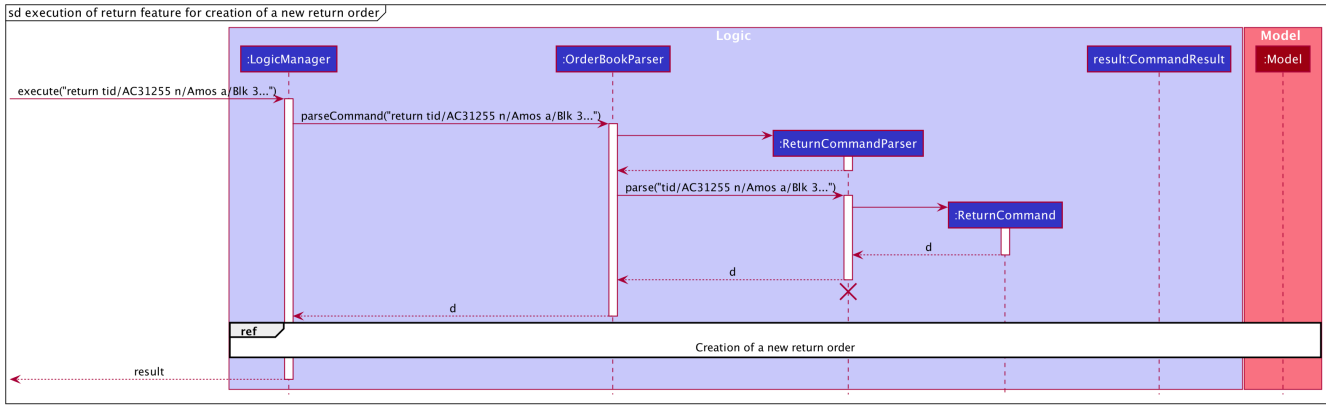 sd execution of return feature for creation of a new return order
Logic
Model
:LogicManager
:OrderBookParser
result:CommandResult
:Model
execute("return tid/AC31255 n/Amos a/Blk 3...")
parseCommand("return tid/AC31255 n/Amos a/Blk 3...")
:ReturnCommandParser
parse("tid/AC31255 n/Amos a/Blk 3...")
:ReturnCommand
d
d
d
ref
Creation of a new return order
result